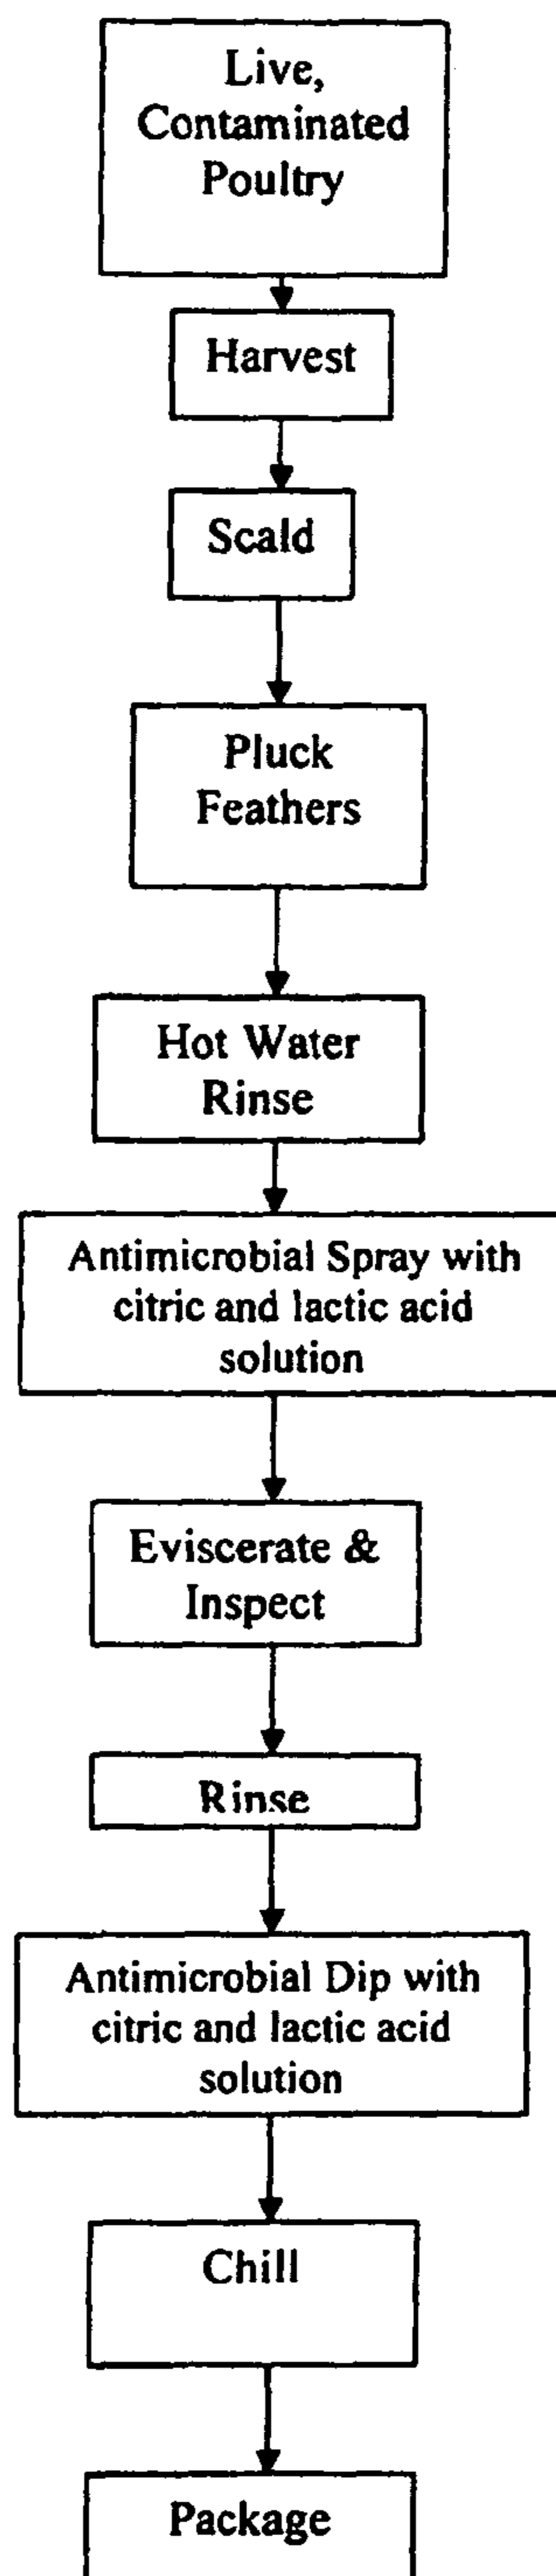 Live,
Contaminated
Poultry
Harvest
Scald
Pluck
Feathers
Hot Water
Rinse
Antimicrobial Spray with
citric and lactic acid
solution
Eviscerate &
Inspect
Rinse
Antimicrobial Dip with
citric and lactic acid
solution
Chill
Package